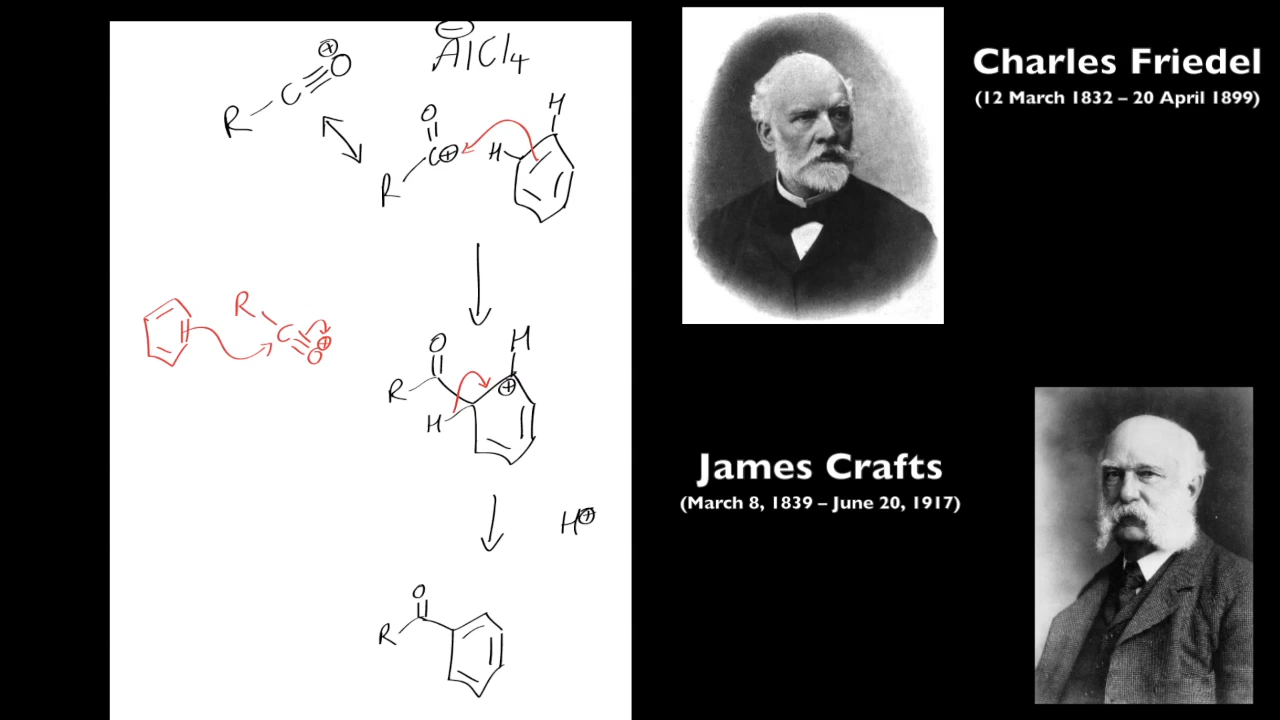 ⊕
R–C≡O
⊖
AlCl4
O
R C⊕
H
H
R
C
O⊕
O
R
H
⊕
H
H⊕
O
R
Charles Friedel
(12 March 1832 – 20 April 1899)
James Crafts
(March 8, 1839 – June 20, 1917)